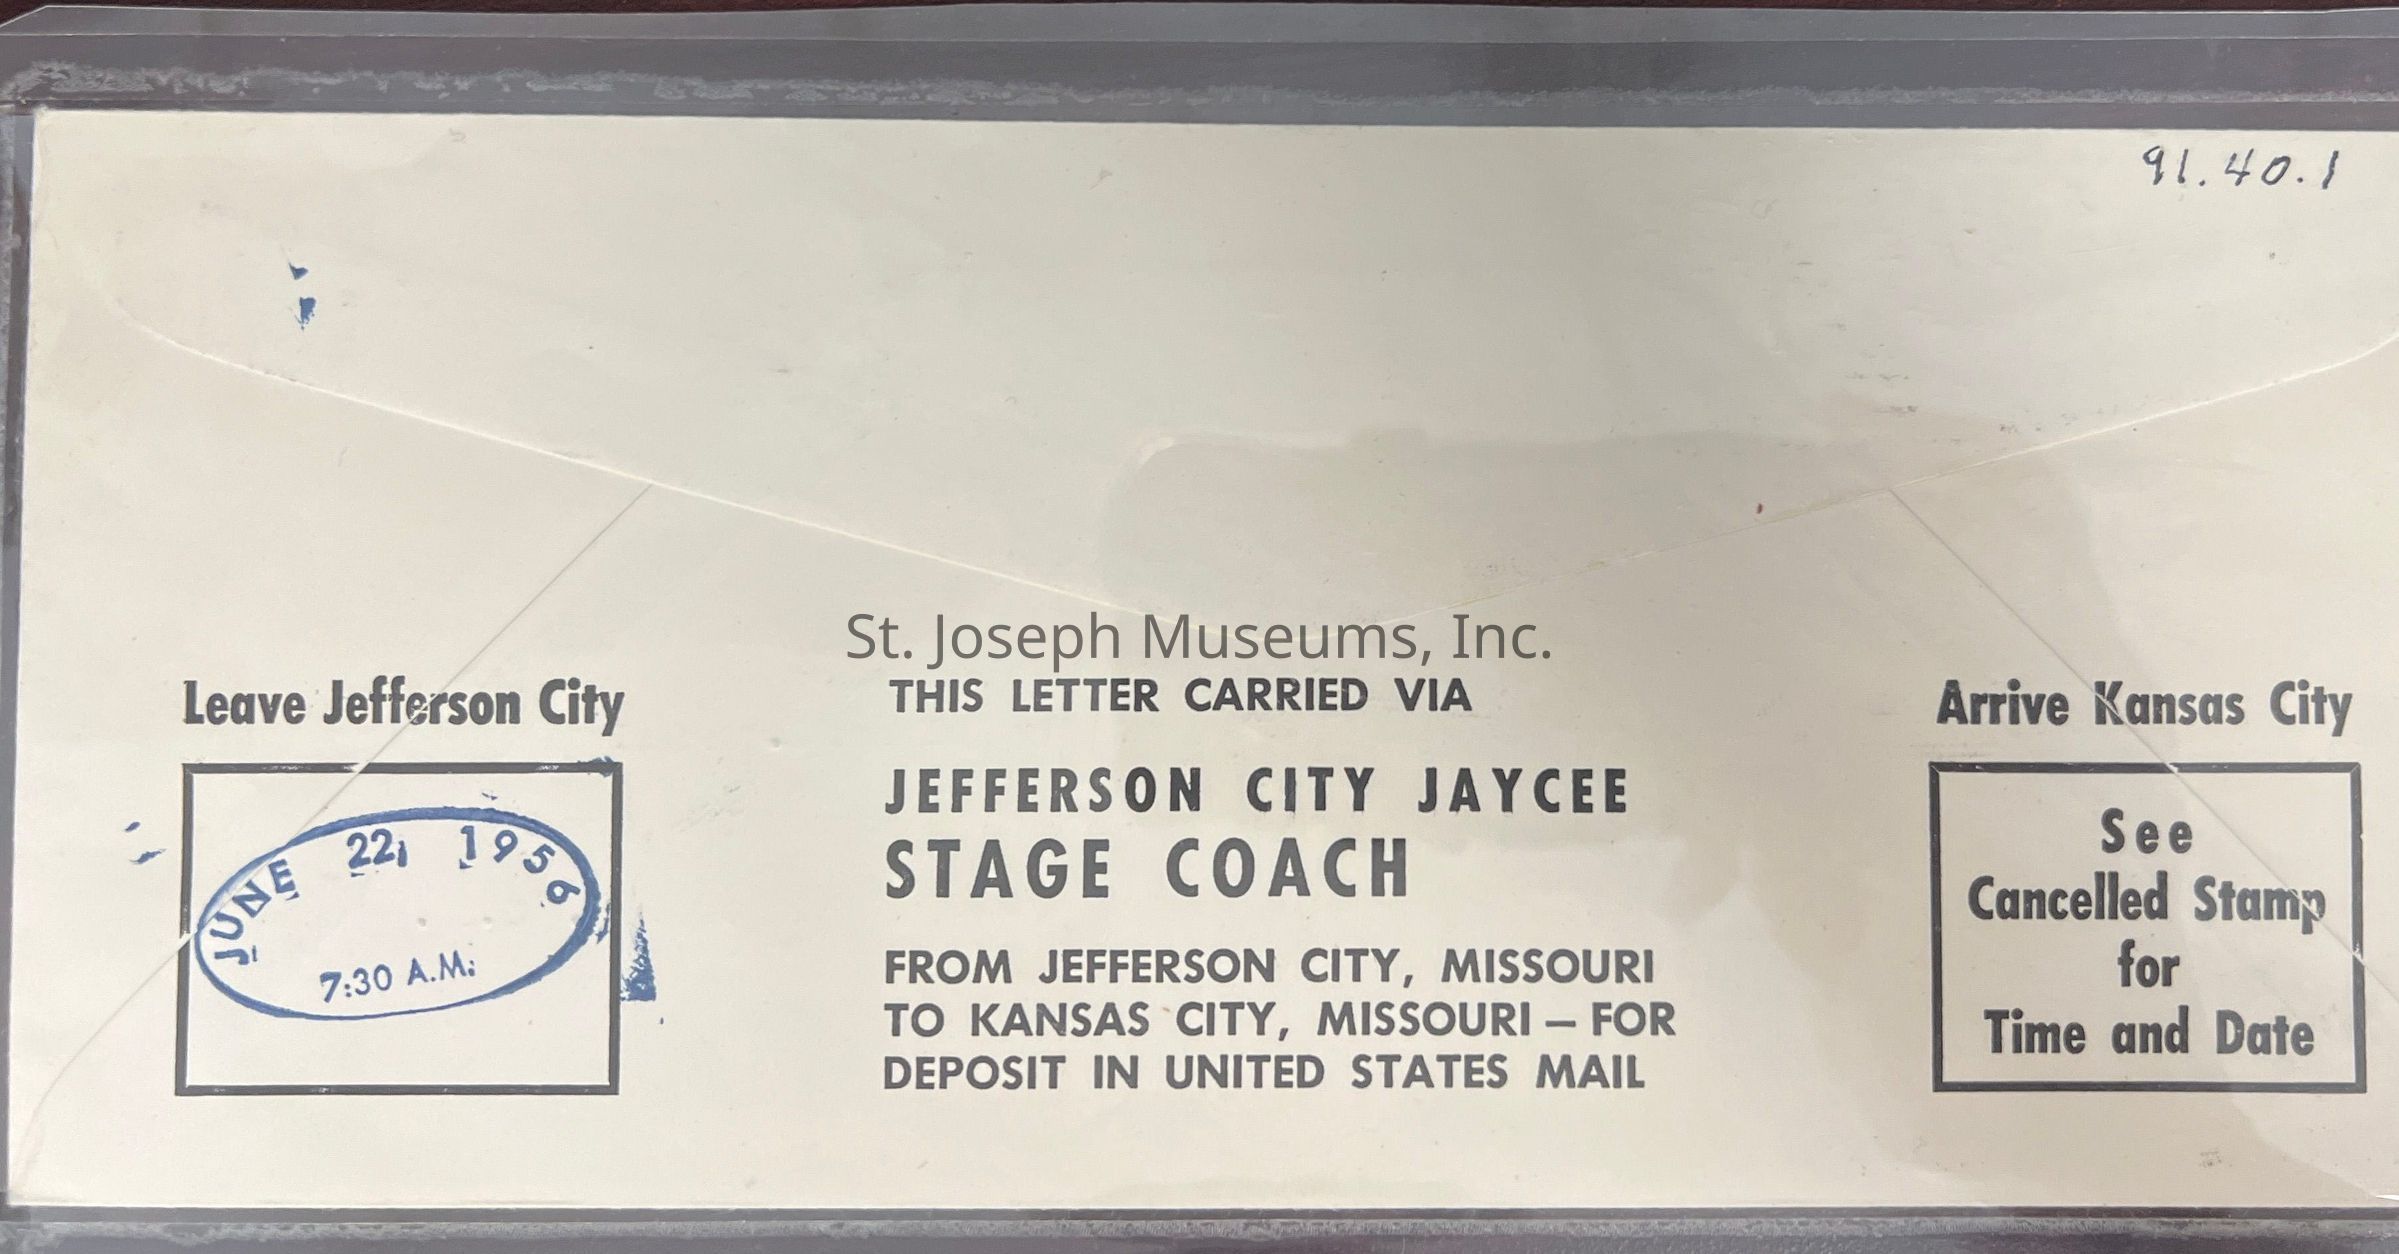 91.40.1
St. Joseph Museums, Inc.
Leave Jefferson City
JUNE 22, 1956
7:30 A.M.
THIS LETTER CARRIED VIA
JEFFERSON CITY JAYCEE
STAGE COACH
FROM JEFFERSON CITY, MISSOURI
TO KANSAS CITY, MISSOURI – FOR
DEPOSIT IN UNITED STATES MAIL
Arrive Kansas City
See
Cancelled Stamp
for
Time and Date